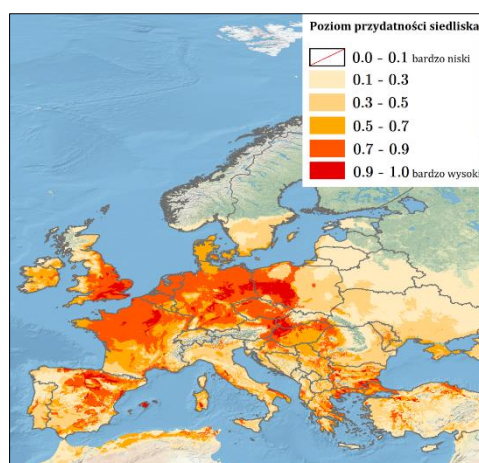 Poziom przydatności siedliska
0.0 - 0.1 bardzo niski
0.1 - 0.3
0.3 - 0.5
0.5 - 0.7
0.7 - 0.9
0.9 - 1.0 bardzo wysoki